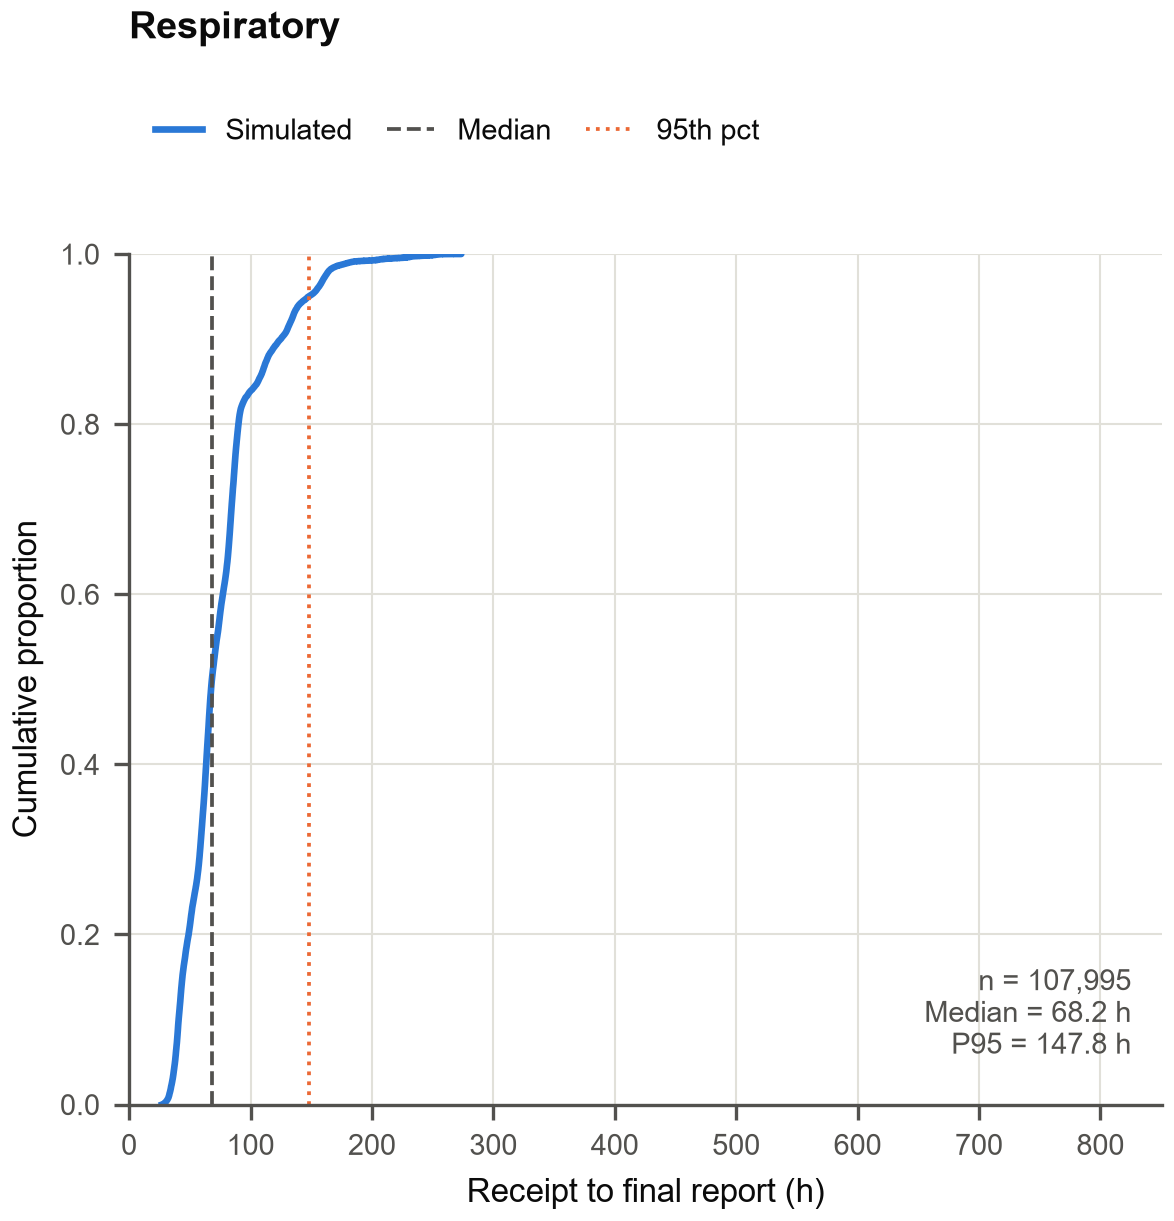 Respiratory
Simulated
Median
95th pct
1.0
0.8
0.6
0.4
0.2
0.0
Cumulative proportion
n = 107,995
Median = 68.2 h
P95 = 147.8 h
0 100 200 300 400 500 600 700 800
Receipt to final report (h)